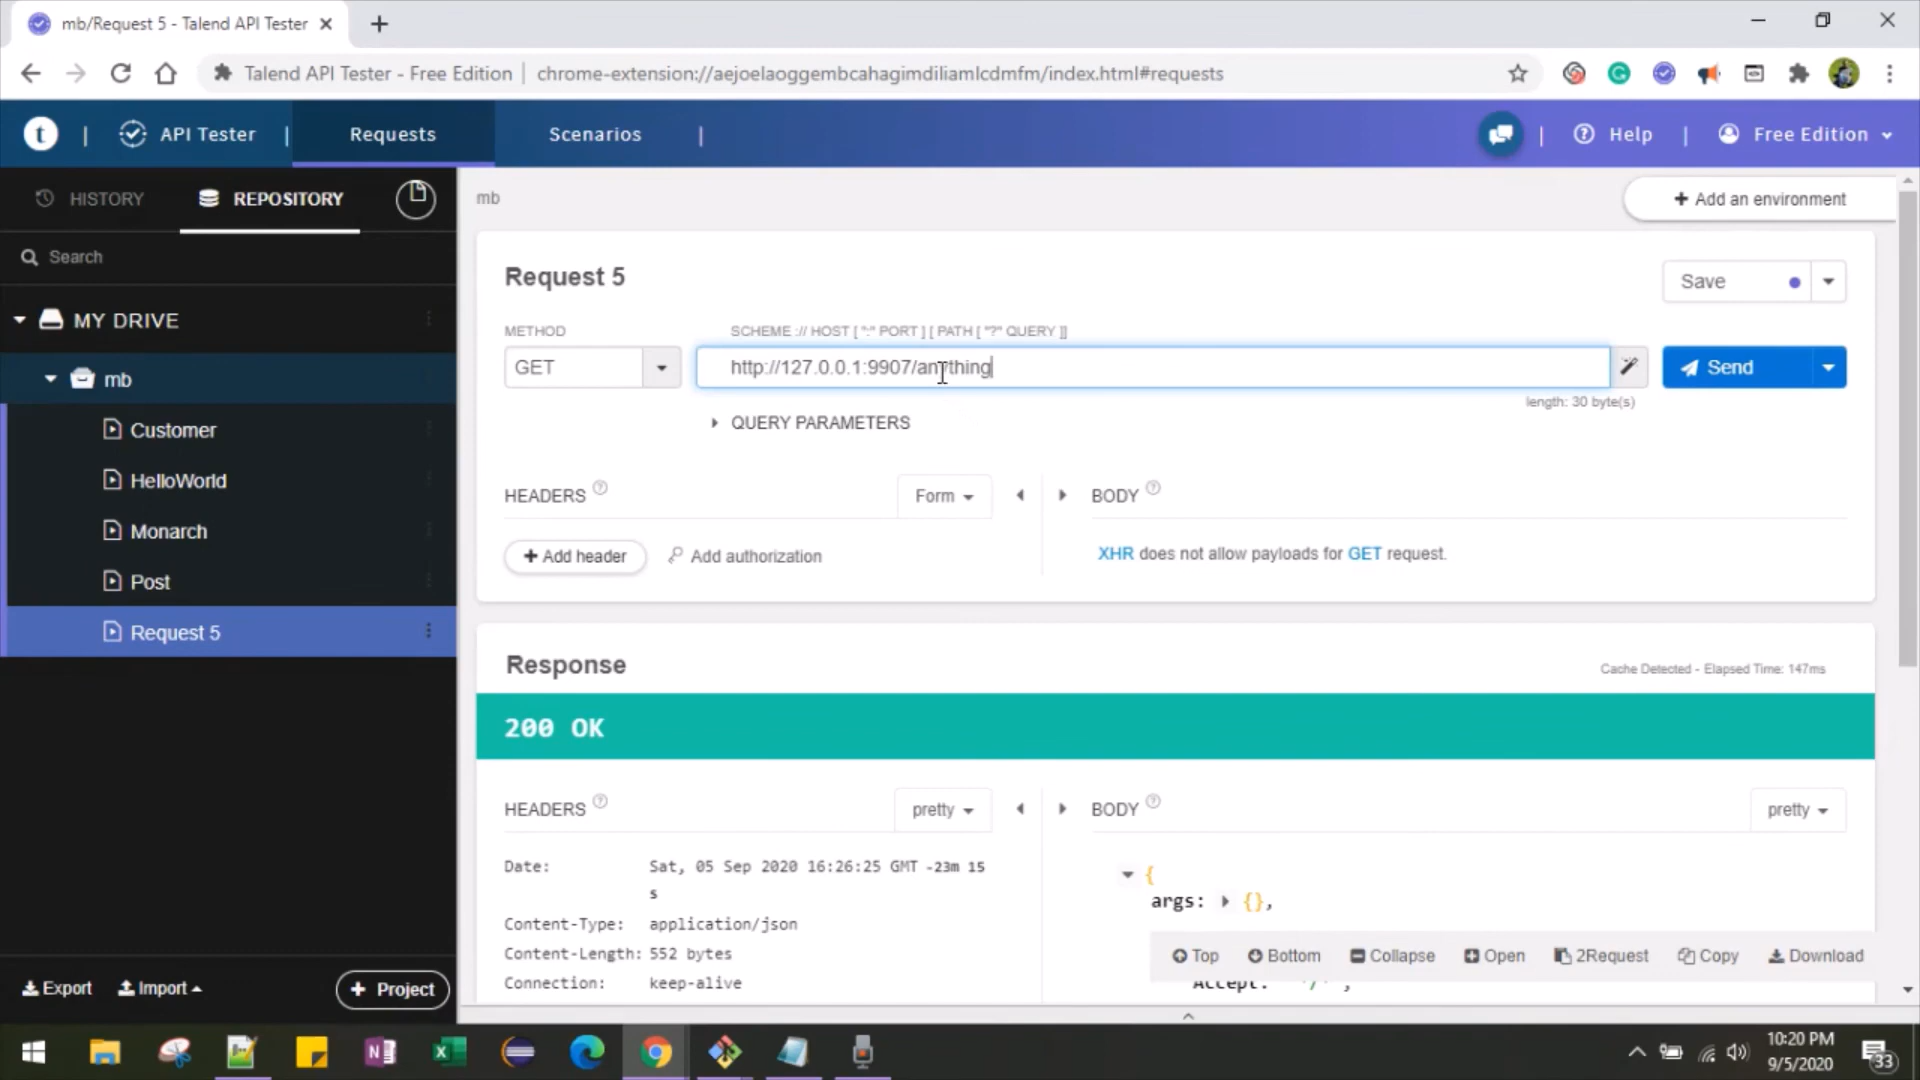 mb/Request 5 - Talend API Tester
Talend API Tester - Free Edition
chrome-extension://aejoelaoggembcahagimdiliamlcdmfm/index.html#requests
t | API Tester | Requests Scenarios | | Help | Free Edition
HISTORY REPOSITORY
Search
MY DRIVE
mb
Customer
HelloWorld
Monarch
Post
Request 5
Export Import + Project
mb
+ Add an environment
Request 5
Save
METHOD
SCHEME :// HOST [ ":" PORT ] [ PATH [ "?" QUERY ]]
GET
http://127.0.0.1:9907/anything
Send
length: 30 byte(s)
QUERY PARAMETERS
HEADERS ? Form
BODY ?
+ Add header Add authorization
XHR does not allow payloads for GET request.
Response
Cache Detected - Elapsed Time: 147ms
200 OK
HEADERS ? pretty
BODY ? pretty
Date: Sat, 05 Sep 2020 16:26:25 GMT -23m 15
s
Content-Type: application/json
Content-Length: 552 bytes
Connection: keep-alive
{
args: {},
Top Bottom Collapse Open 2Request Copy Download
10:20 PM
9/5/2020
33